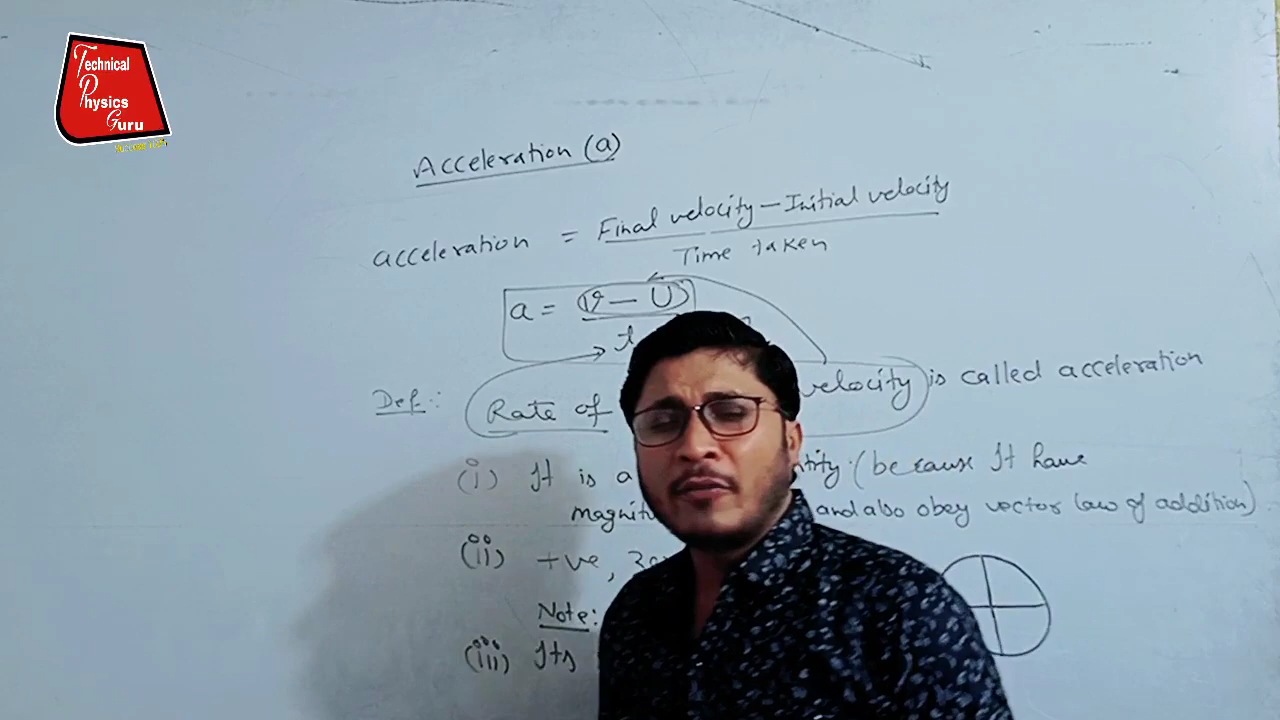 Technical
Physics
Guru
Acceleration (a)
acceleration = Final velocity — Initial velocity
Time taken
a = (v — U)
t
Def:: Rate of velocity is called acceleration
(i) It is a (because It have
and also obey vector law of addition)
(ii) +ve,
Note:
(iii) Its